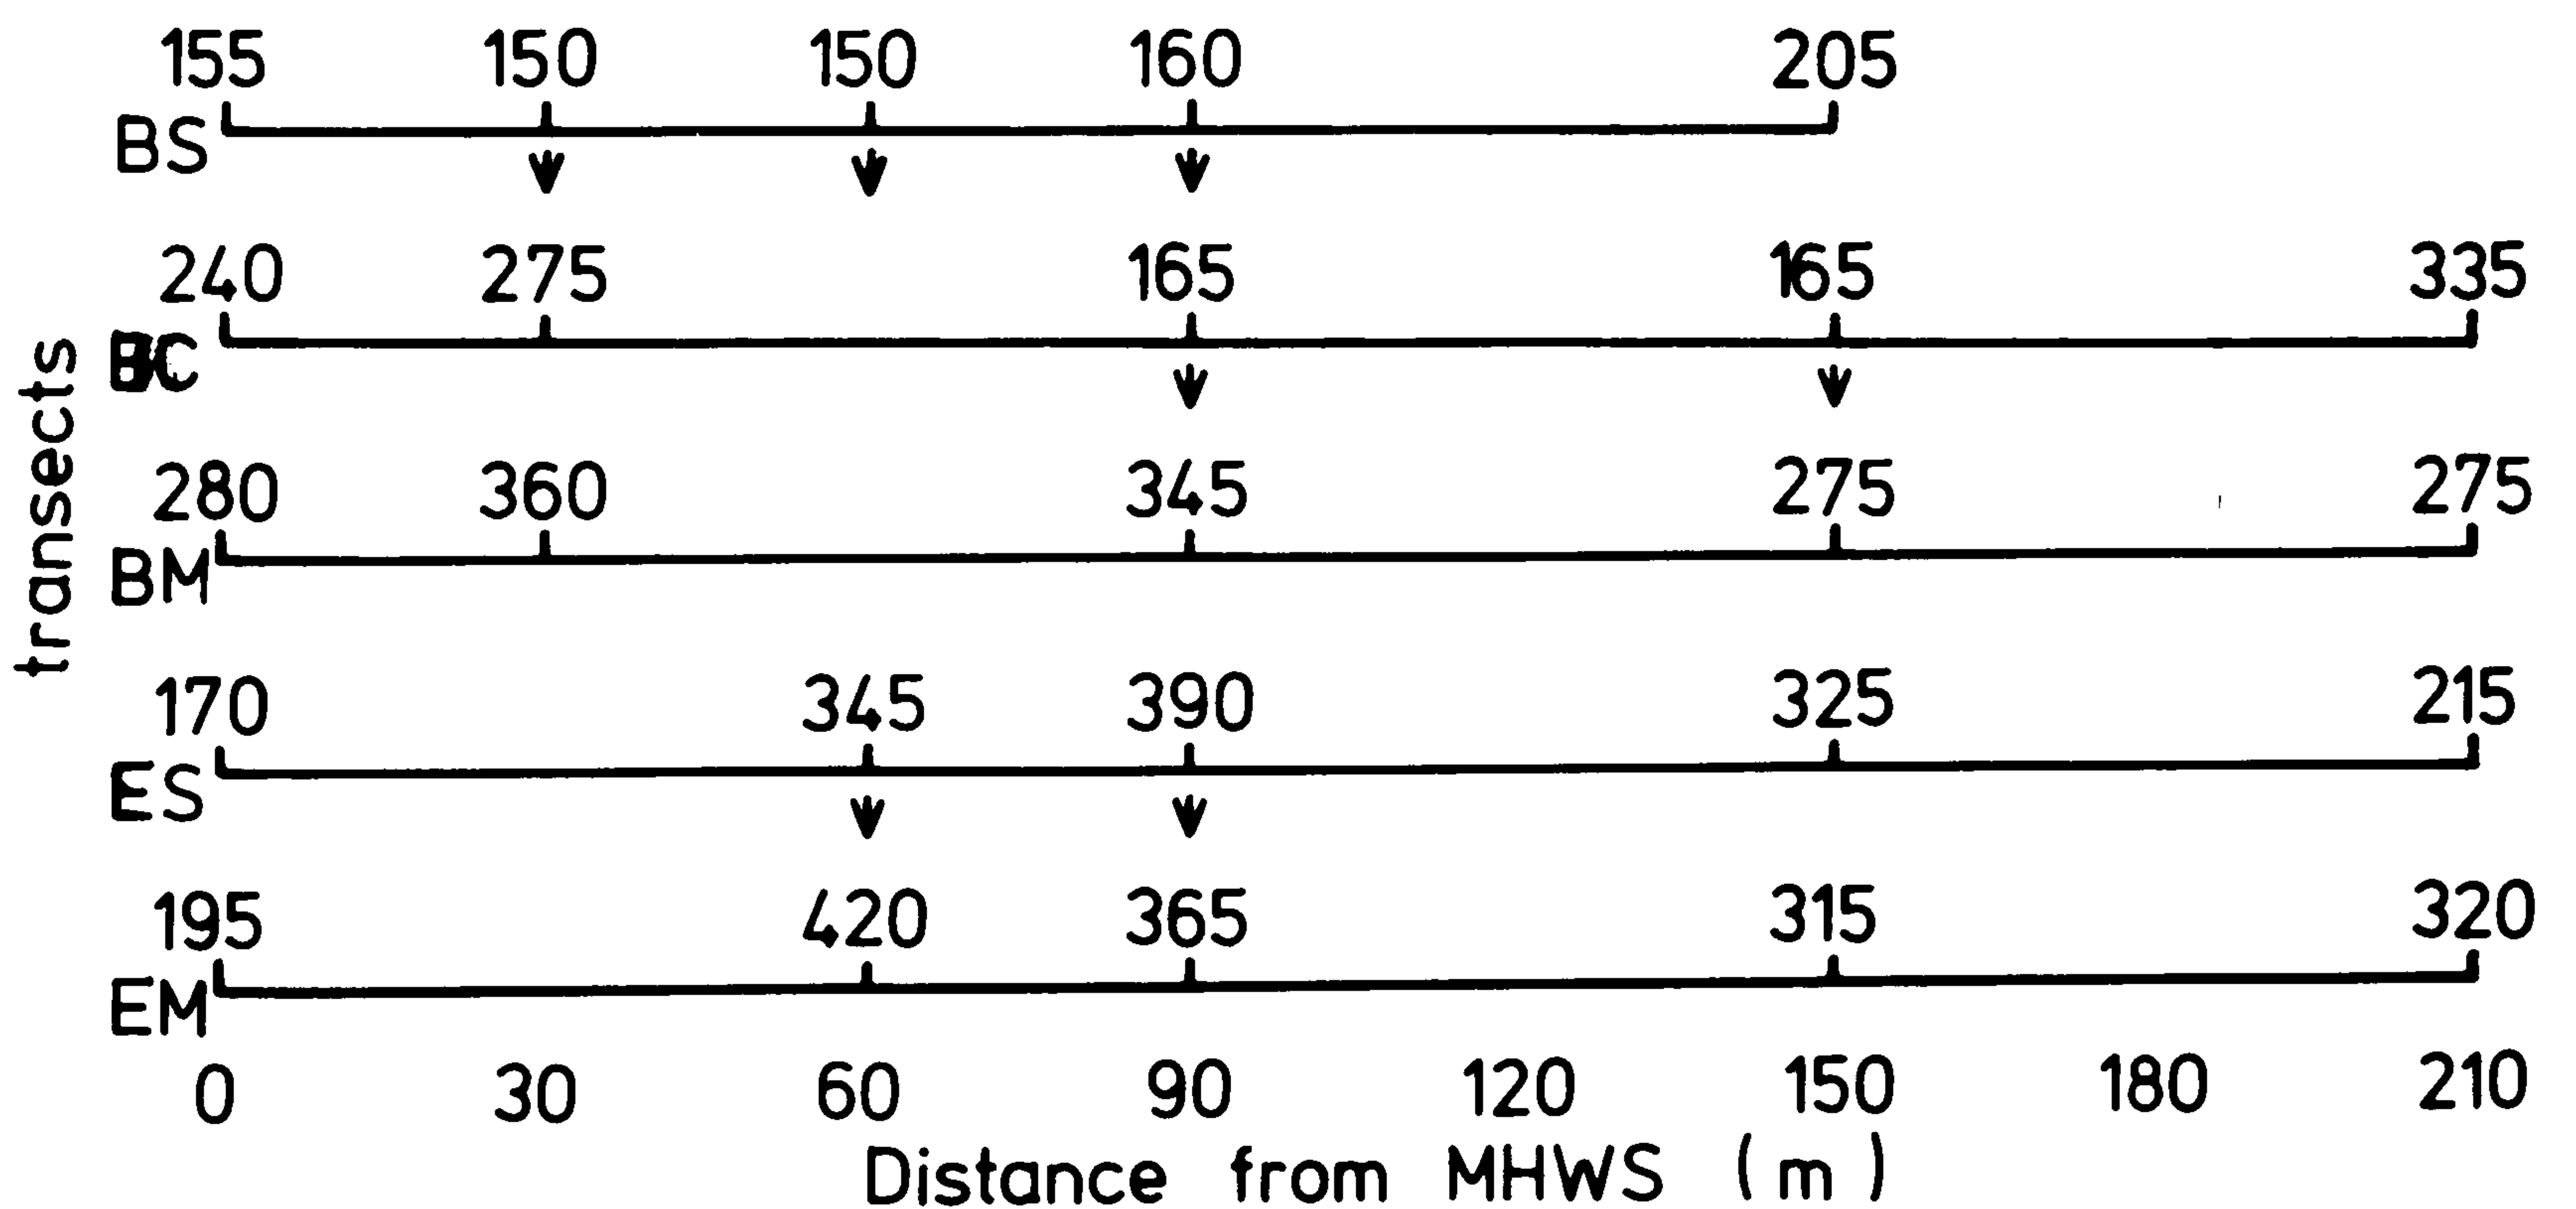 155 150 150 160 205
BS
240 275 165 165 335
BC
280 360 345 275 275
BM
170 345 390 325 215
ES
195 420 365 315 320
EM
transects
0 30 60 90 120 150 180 210
Distance from MHWS (m)